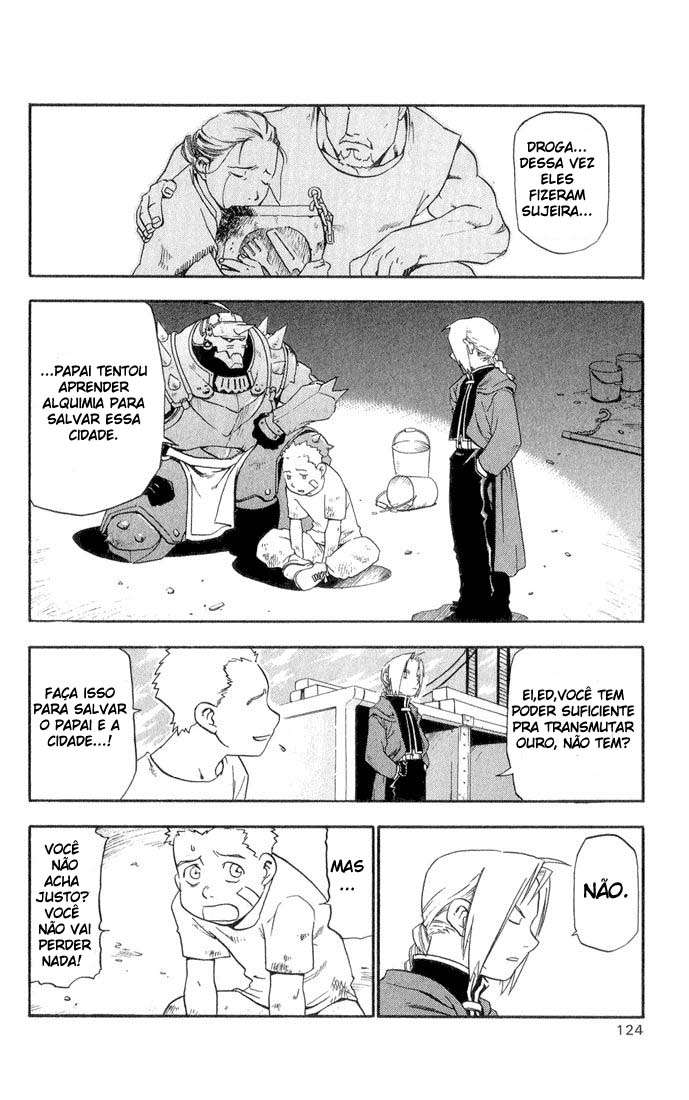 DROGA...
DESSA VEZ
ELES
FIZERAM
SUJEIRA...
...PAPAI TENTOU
APRENDER
ALQUIMIA PARA
SALVAR ESSA
CIDADE.
EI,ED,VOCÊ TEM
PODER SUFICIENTE
PRA TRANSMUTAR
OURO, NÃO TEM?
FAÇA ISSO
PARA SALVAR
O PAPAI E A
CIDADE...!
NÃO.
MAS
...
VOCÊ
NÃO
ACHA
JUSTO?
VOCÊ
NÃO VAI
PERDER
NADA!
124